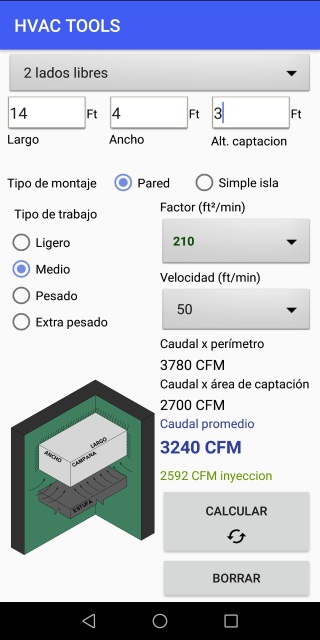 HVAC TOOLS
2 lados libres
14 Ft 4 Ft 3 Ft
Largo Ancho Alt. captacion
Tipo de montaje Pared Simple isla
Tipo de trabajo
Ligero
Medio
Pesado
Extra pesado
Factor (ft²/min)
210
Velocidad (ft/min)
50
Caudal x perímetro
3780 CFM
Caudal x área de captación
2700 CFM
Caudal promedio
3240 CFM
2592 CFM inyeccion
ANCHO
LARGO
CAMPANA
ESTUFA
CALCULAR
BORRAR